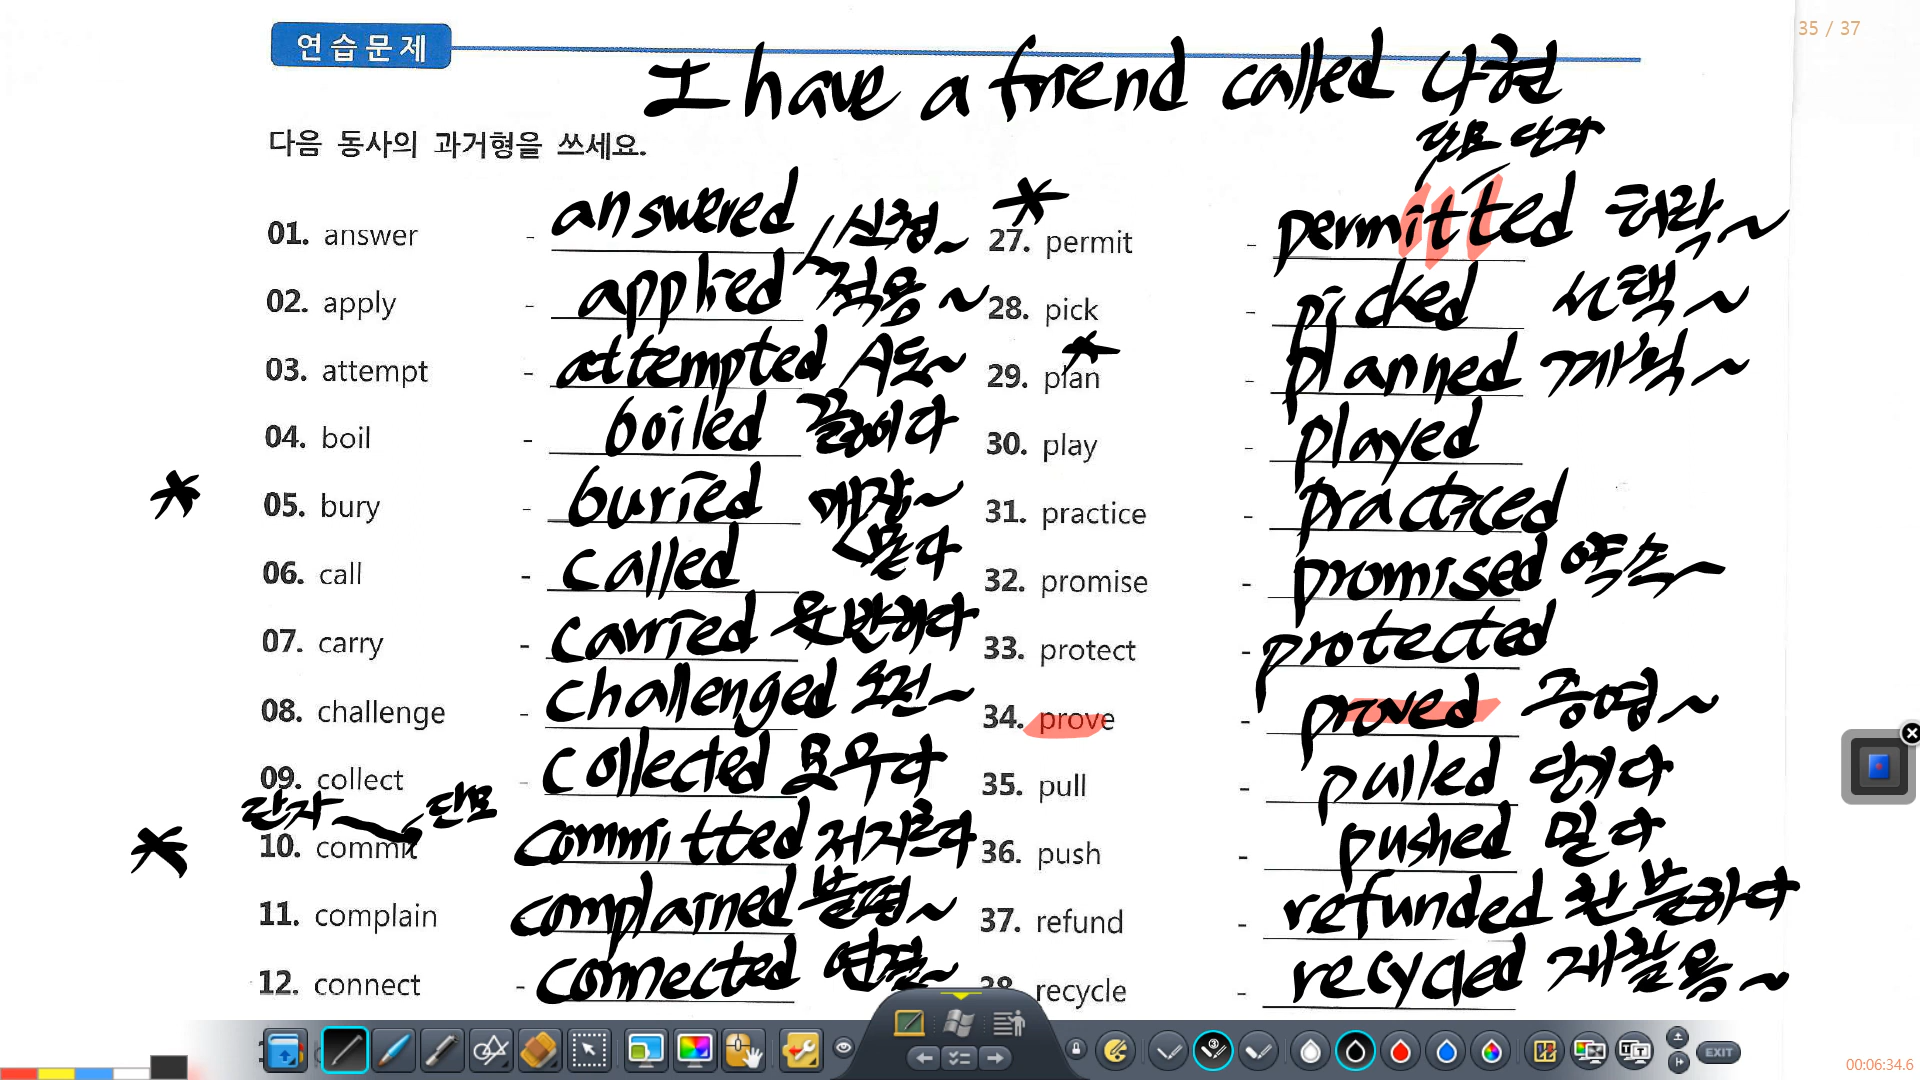 연습문제
35 / 37
I have a friend called 나현
다음 동사의 과거형을 쓰세요.
단모 단자
01. answer - answered
02. apply - applied 신청~ 적용~
03. attempt - attempted 시도~
04. boil - boiled 끓이다
05. bury - buried 매장~ 묻다
06. call - called
07. carry - carried 운반하다
08. challenge - challenged 도전~
09. collect - collected 모우다
단자 단모
10. commit - committed 저지르다
11. complain - complained 불평~
12. connect - connected 연결~
27. permit - permitted 허락~
28. pick - picked 선택~
29. plan - planned 계획~
30. play - played
31. practice - practiced
32. promise - promised 약속~
33. protect - protected
34. prove - proved 증명~
35. pull - pulled 당기다
36. push - pushed 밀다
37. refund - refunded 환불하다
38. recycle - recycled 재활용~
EXIT
00:06:34.6